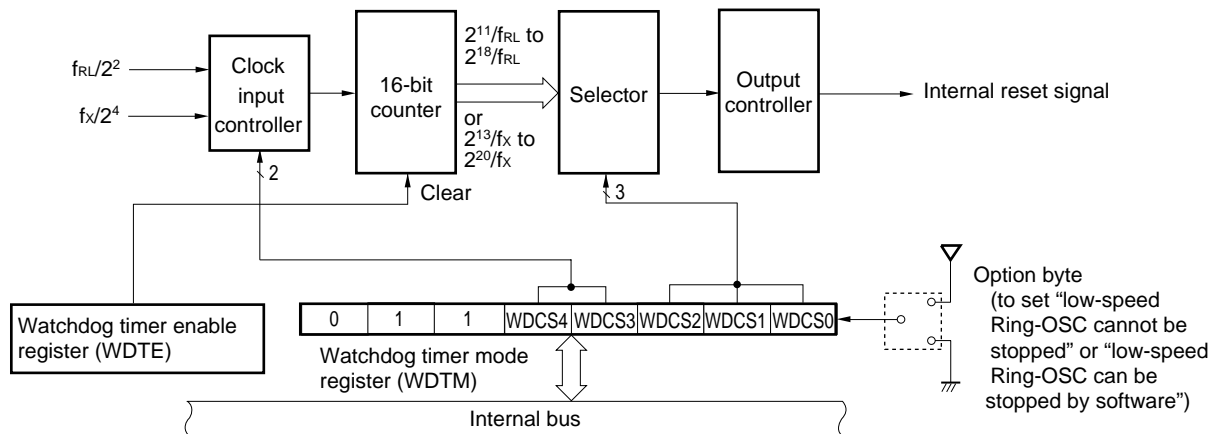 fRL/2²
fX/2⁴
Clock
input
controller
16-bit
counter
2¹¹/fRL to
2¹⁸/fRL
or
2¹³/fX to
2²⁰/fX
Selector
Output
controller
Internal reset signal
2
Clear
3
Watchdog timer enable
register (WDTE)
0 1 1 WDCS4 WDCS3 WDCS2 WDCS1 WDCS0
Watchdog timer mode
register (WDTM)
Option byte
(to set “low-speed
Ring-OSC cannot be
stopped” or “low-speed
Ring-OSC can be
stopped by software”)
Internal bus